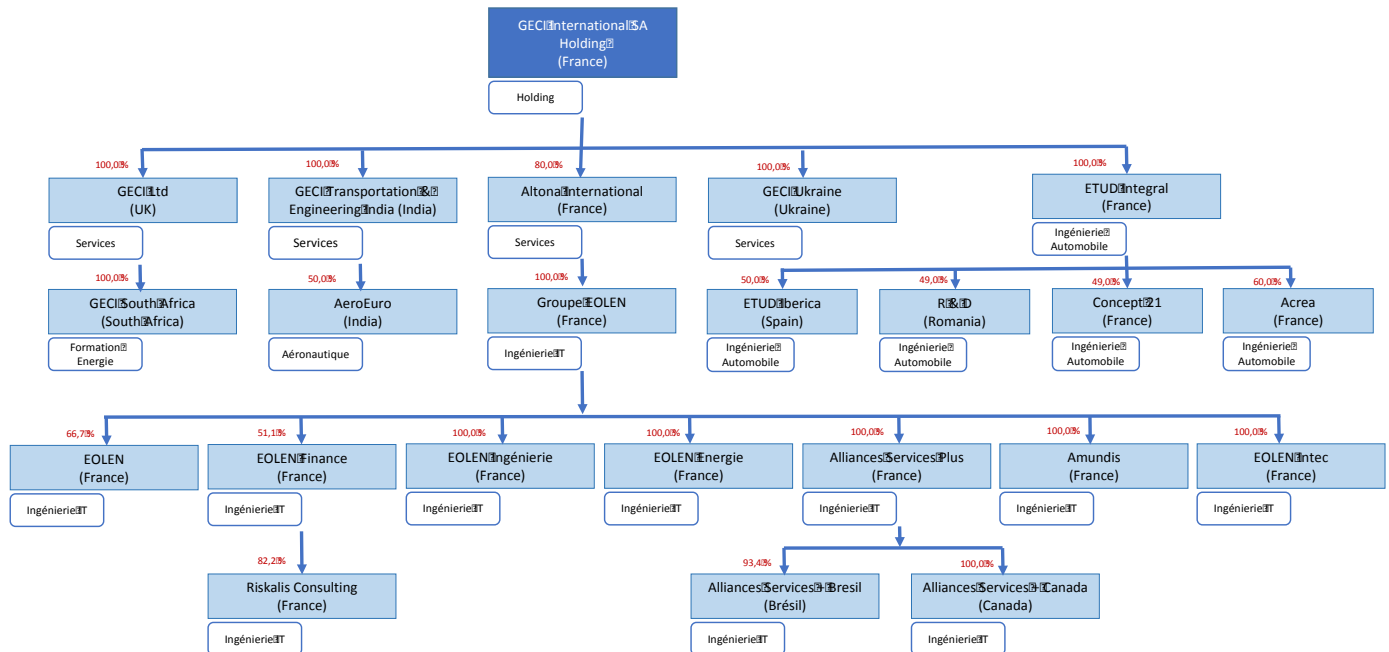 GECI International SA
Holding
(France)
Holding
100,0 %
100,0 %
80,0 %
100,0 %
100,0 %
GECI Ltd
(UK)
GECI Transportation &
Engineering India (India)
Altona International
(France)
GECI Ukraine
(Ukraine)
ETUD Integral
(France)
Services
Services
Services
Services
Ingénierie
Automobile
100,0 %
50,0 %
100,0 %
50,0 %
49,0 %
49,0 %
60,0 %
GECI South Africa
(South Africa)
AeroEuro
(India)
Groupe EOLEN
(France)
ETUD Iberica
(Spain)
R & D
(Romania)
Concept 21
(France)
Acrea
(France)
Formation
Energie
Aéronautique
Ingénierie IT
Ingénierie
Automobile
Ingénierie
Automobile
Ingénierie
Automobile
Ingénierie
Automobile
66,7 %
51,1 %
100,0 %
100,0 %
100,0 %
100,0 %
100,0 %
EOLEN
(France)
EOLEN Finance
(France)
EOLEN Ingénierie
(France)
EOLEN Energie
(France)
Alliances Services Plus
(France)
Amundis
(France)
EOLEN Intec
(France)
Ingénierie IT
Ingénierie IT
Ingénierie IT
Ingénierie IT
Ingénierie IT
Ingénierie IT
Ingénierie IT
82,2 %
93,4 %
100,0 %
Riskalis Consulting
(France)
Alliances Services + Bresil
(Brésil)
Alliances Services + Canada
(Canada)
Ingénierie IT
Ingénierie IT
Ingénierie IT